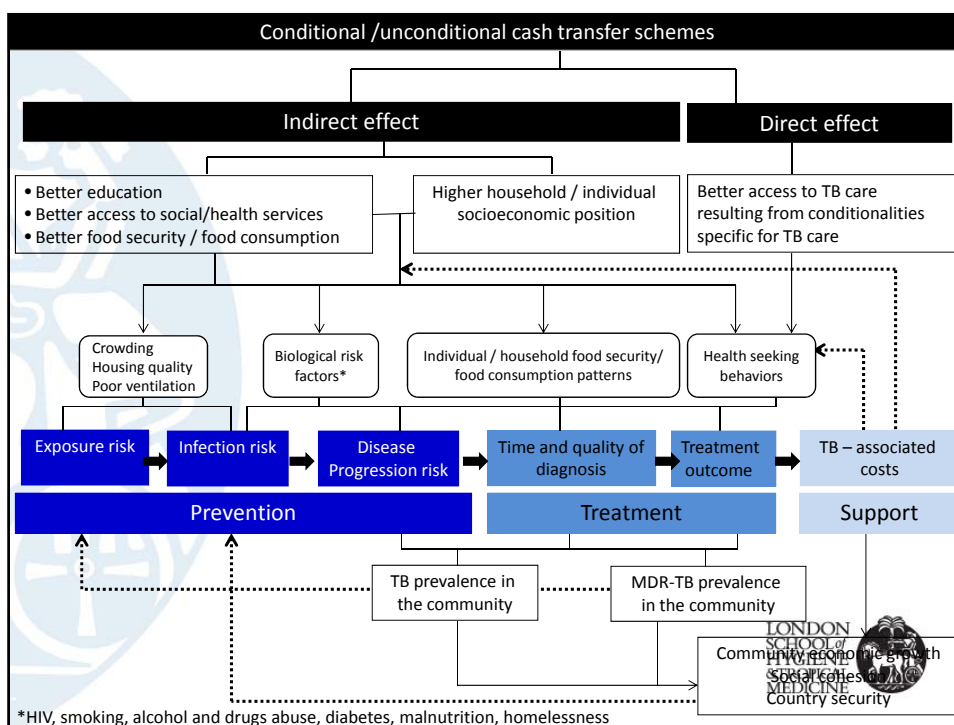 Conditional /unconditional cash transfer schemes
Indirect effect
Direct effect
• Better education
• Better access to social/health services
• Better food security / food consumption
Higher household / individual
socioeconomic position
Better access to TB care
resulting from conditionalities
specific for TB care
Crowding
Housing quality
Poor ventilation
Biological risk
factors*
Individual / household food security/
food consumption patterns
Health seeking
behaviors
Exposure risk
Infection risk
Disease
Progression risk
Time and quality of
diagnosis
Treatment
outcome
TB – associated
costs
Prevention
Treatment
Support
TB prevalence in
the community
MDR-TB prevalence
in the community
LONDON
SCHOOL of
HYGIENE
&TROPICAL
MEDICINE
Community economic growth
Social cohesion
Country security
*HIV, smoking, alcohol and drugs abuse, diabetes, malnutrition, homelessness